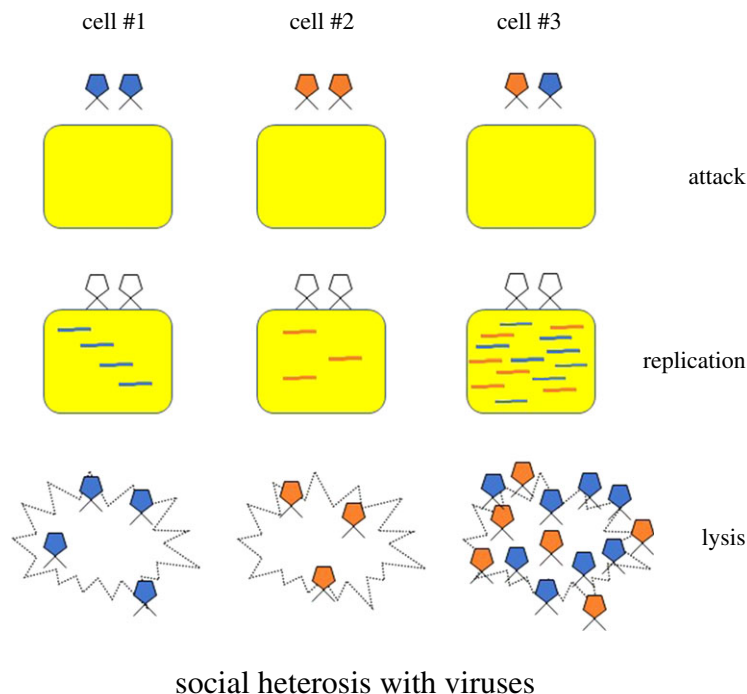 cell #1 cell #2 cell #3
attack
replication
lysis
social heterosis with viruses